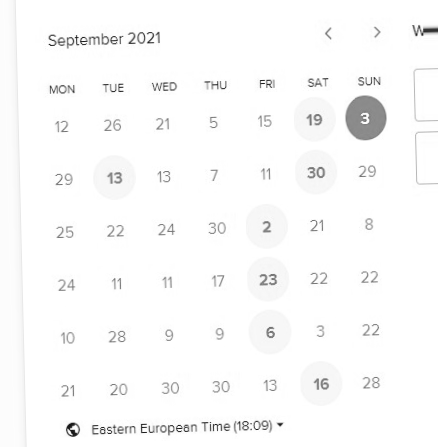 September 2021
MON TUE WED THU FRI SAT SUN
12 26 21 5 15 19 3
29 13 13 7 11 30 29
25 22 24 30 2 21 8
24 11 11 17 23 22 22
10 28 9 9 6 3 22
21 20 30 30 13 16 28
Eastern European Time (18:09)